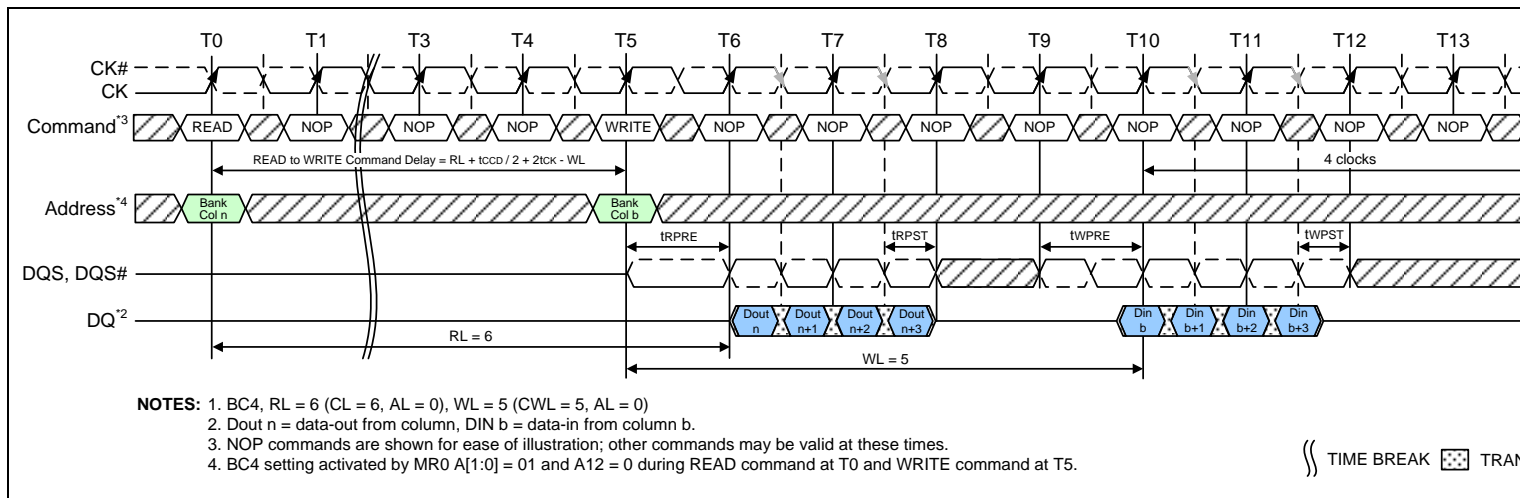 T0 T1 T3 T4 T5 T6 T7 T8 T9 T10 T11 T12 T13
CK#
CK
Command*3 READ NOP NOP NOP WRITE NOP NOP NOP NOP NOP NOP NOP NOP
READ to WRITE Command Delay = RL + tCCD / 2 + 2tCK - WL
4 clocks
Address*4 Bank Col n Bank Col b
tRPRE tRPST tWPRE tWPST
DQS, DQS#
DQ*2 Dout n Dout n+1 Dout n+2 Dout n+3 Din b Din b+1 Din b+2 Din b+3
RL = 6
WL = 5
NOTES: 1. BC4, RL = 6 (CL = 6, AL = 0), WL = 5 (CWL = 5, AL = 0)
2. Dout n = data-out from column, DIN b = data-in from column b.
3. NOP commands are shown for ease of illustration; other commands may be valid at these times.
4. BC4 setting activated by MR0 A[1:0] = 01 and A12 = 0 during READ command at T0 and WRITE command at T5.
TIME BREAK TRAN